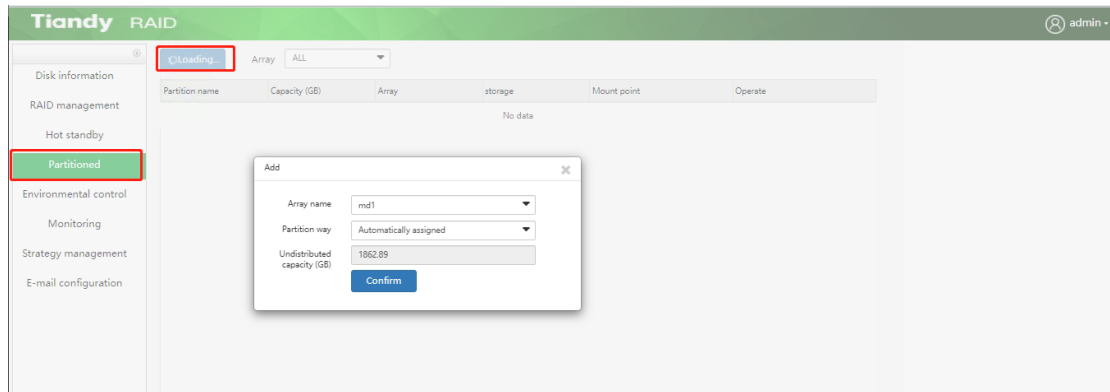 Tiandy RAID
admin
Loading...
Array ALL
Disk information
RAID management
Hot standby
Partitioned
Environmental control
Monitoring
Strategy management
E-mail configuration
Partition name Capacity (GB) Array storage Mount point Operate
No data
Add
Array name md1
Partition way Automatically assigned
Undistributed
capacity (GB) 1862.89
Confirm